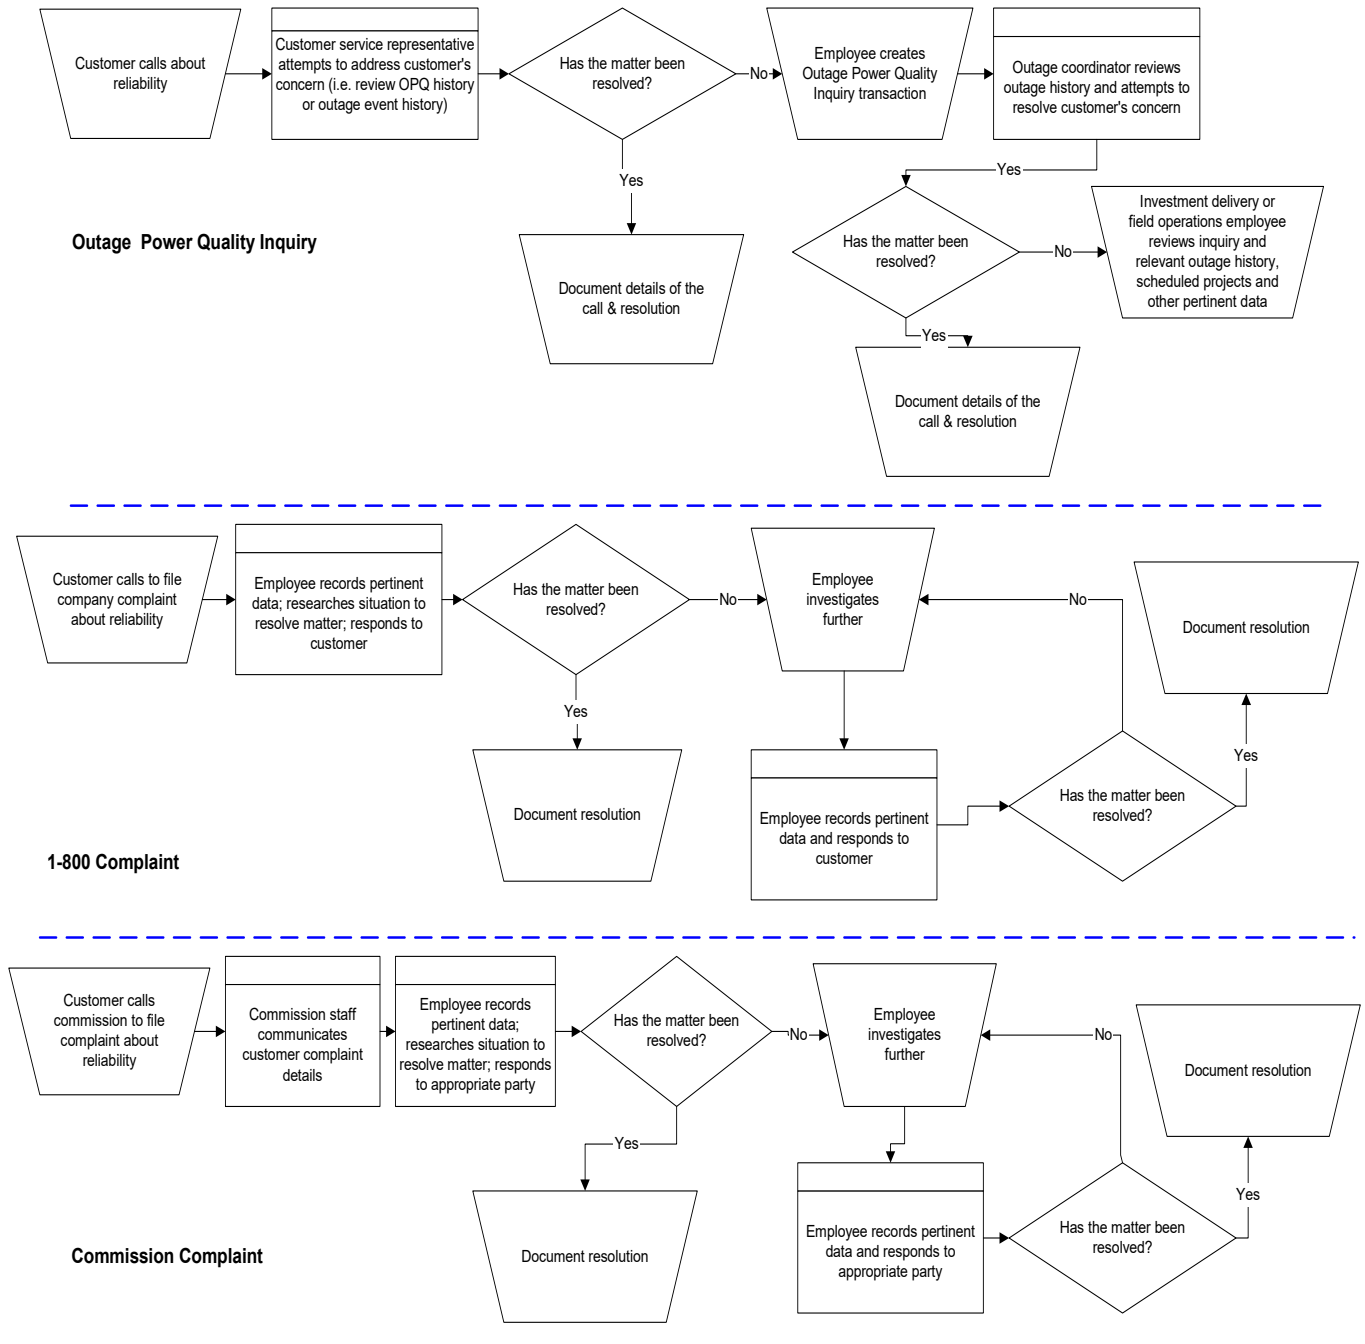 Customer calls about
reliability
Customer service representative
attempts to address customer's
concern (i.e. review OPQ history
or outage event history)
Has the matter been
resolved?
No
Employee creates
Outage Power Quality
Inquiry transaction
Outage coordinator reviews
outage history and attempts to
resolve customer's concern
Yes
Yes
Document details of the
call & resolution
Has the matter been
resolved?
No
Investment delivery or
field operations employee
reviews inquiry and
relevant outage history,
scheduled projects and
other pertinent data
Yes
Document details of the
call & resolution
Outage Power Quality Inquiry
Customer calls to file
company complaint
about reliability
Employee records pertinent
data; researches situation to
resolve matter; responds to
customer
Has the matter been
resolved?
No
Employee
investigates
further
No
Document resolution
Yes
Document resolution
Employee records pertinent
data and responds to
customer
Has the matter been
resolved?
Yes
1-800 Complaint
Customer calls
commission to file
complaint about
reliability
Commission staff
communicates
customer complaint
details
Employee records
pertinent data;
researches situation to
resolve matter; responds
to appropriate party
Has the matter been
resolved?
No
Employee
investigates
further
No
Document resolution
Yes
Document resolution
Employee records pertinent
data and responds to
appropriate party
Has the matter been
resolved?
Yes
Commission Complaint